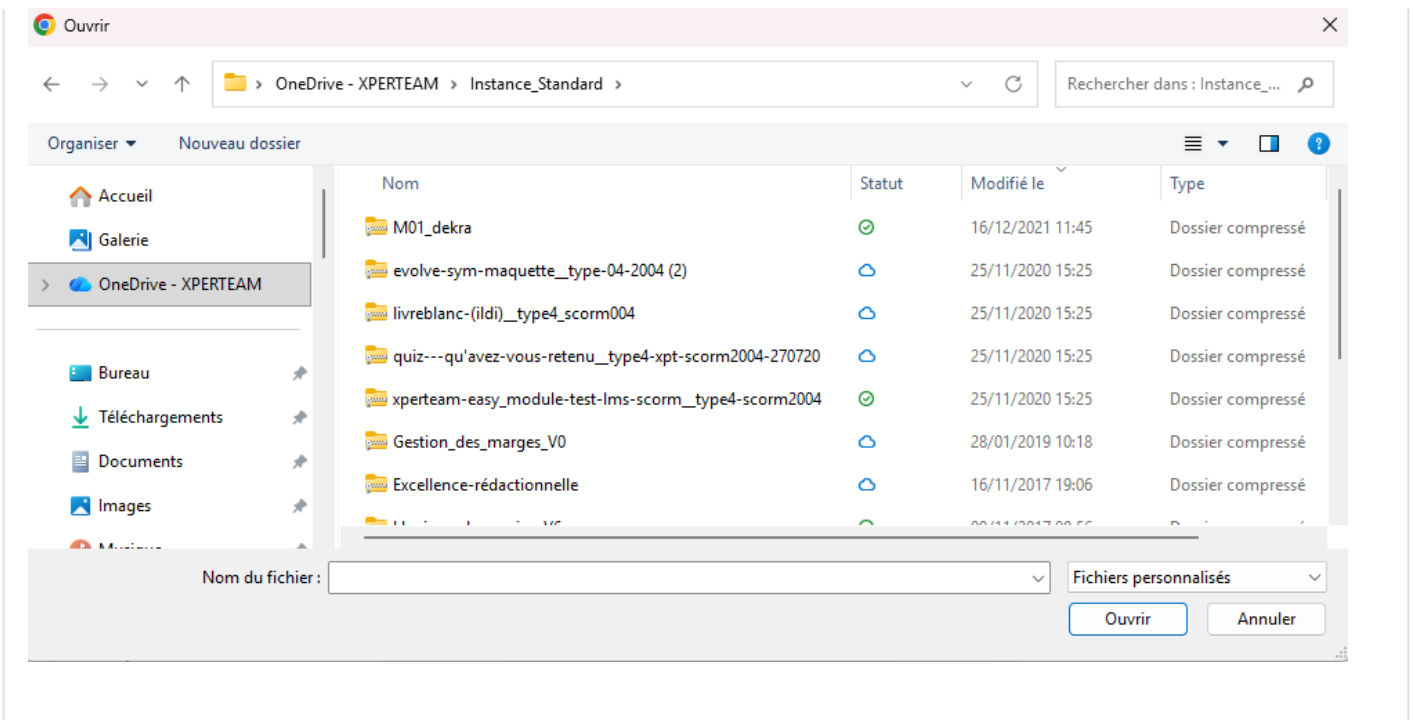 Ouvrir
OneDrive - XPERTEAM > Instance_Standard >
Rechercher dans : Instance_...
Organiser
Nouveau dossier
Nom Statut Modifié le Type
Accueil
Galerie
OneDrive - XPERTEAM
Bureau
Téléchargements
Documents
Images
Musique
M01_dekra 16/12/2021 11:45 Dossier compressé
evolve-sym-maquette__type-04-2004 (2) 25/11/2020 15:25 Dossier compressé
livreblanc-(ildi)__type4_scorm004 25/11/2020 15:25 Dossier compressé
quiz---qu'avez-vous-retenu__type4-xpt-scorm2004-270720 25/11/2020 15:25 Dossier compressé
xperteam-easy_module-test-lms-scorm__type4-scorm2004 25/11/2020 15:25 Dossier compressé
Gestion_des_marges_V0 28/01/2019 10:18 Dossier compressé
Excellence-rédactionnelle 16/11/2017 19:06 Dossier compressé
Nom du fichier :
Fichiers personnalisés
Ouvrir
Annuler